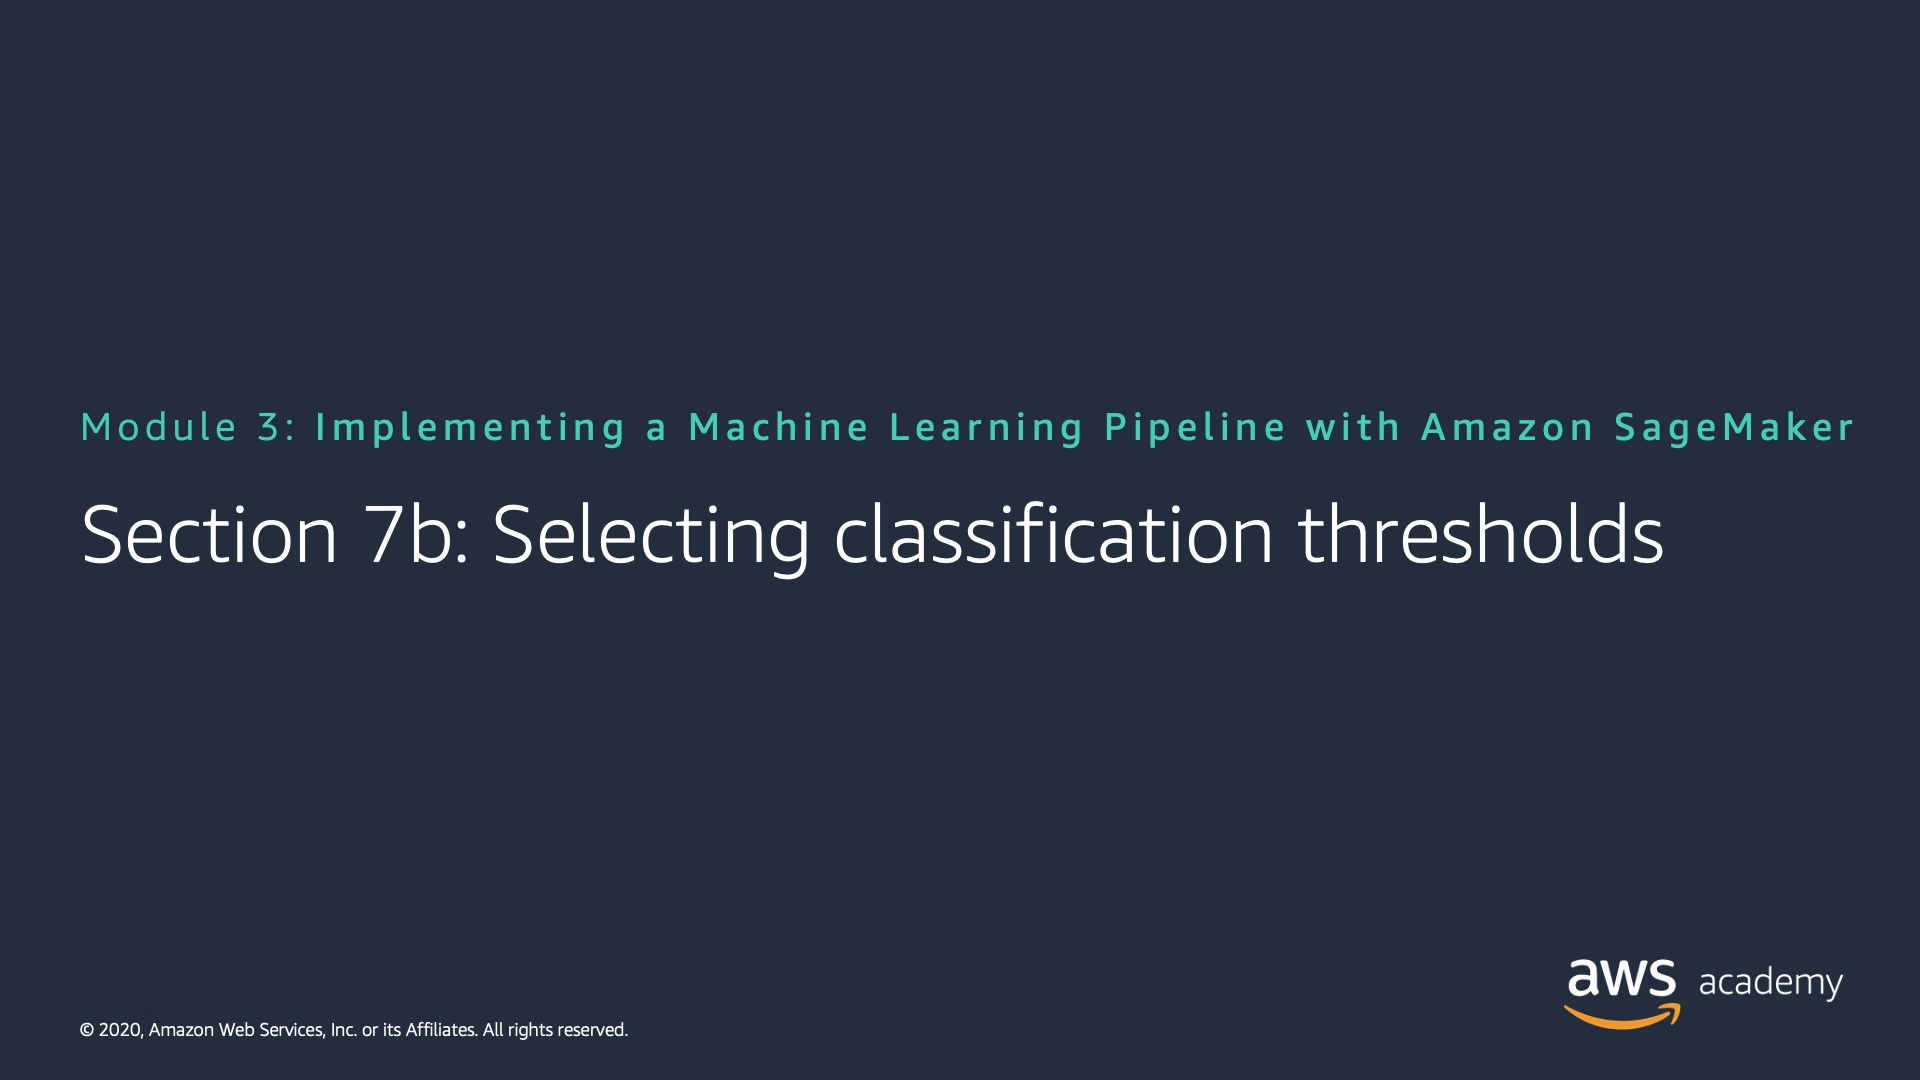 Module 3: Implementing a Machine Learning Pipeline with Amazon SageMaker
Section 7b: Selecting classification thresholds
aws academy
© 2020, Amazon Web Services, Inc. or its Affiliates. All rights reserved.